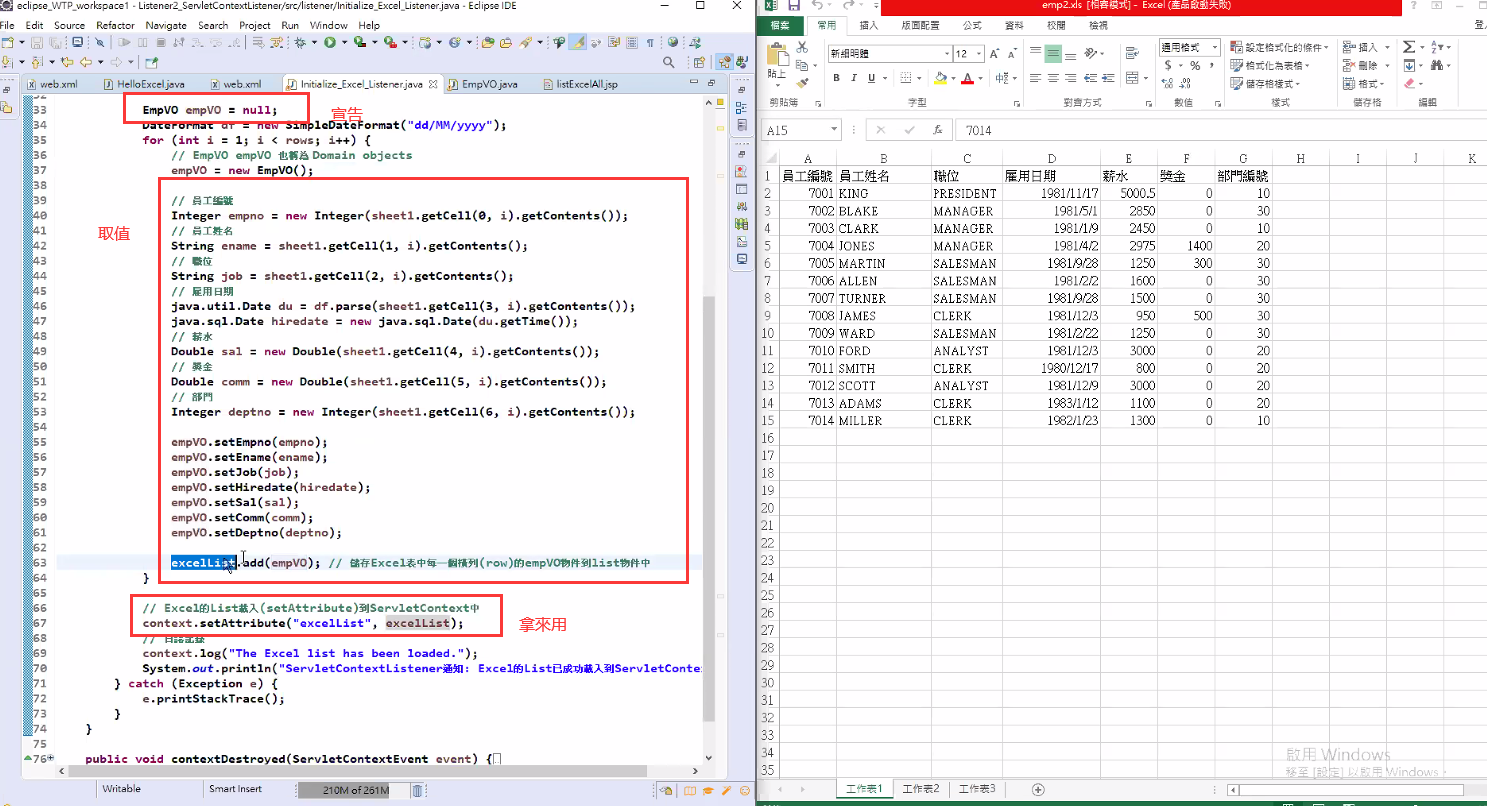 eclipse_WTP_workspace1 - Listener2_ServletContextListener/src/listener/Initialize_Excel_Listener.java - Eclipse IDE
File Edit Source Refactor Navigate Search Project Run Window Help
web.xml HelloExcel.java web.xml Initialize_Excel_Listener.java EmpVO.java listExcelAll.jsp
33 EmpVO empVO = null; 宣告
34 DateFormat df = new SimpleDateFormat("dd/MM/yyyy");
35 for (int i = 1; i < rows; i++) {
36 // EmpVO empVO 也稱為 Domain objects
37 empVO = new EmpVO();
38
39 // 員工編號
40 Integer empno = new Integer(sheet1.getCell(0, i).getContents());
41 // 員工姓名
取值
42 String ename = sheet1.getCell(1, i).getContents();
43 // 職位
44 String job = sheet1.getCell(2, i).getContents();
45 // 雇用日期
46 java.util.Date du = df.parse(sheet1.getCell(3, i).getContents());
47 java.sql.Date hiredate = new java.sql.Date(du.getTime());
48 // 薪水
49 Double sal = new Double(sheet1.getCell(4, i).getContents());
50 // 獎金
51 Double comm = new Double(sheet1.getCell(5, i).getContents());
52 // 部門
53 Integer deptno = new Integer(sheet1.getCell(6, i).getContents());
54
55 empVO.setEmpno(empno);
56 empVO.setEname(ename);
57 empVO.setJob(job);
58 empVO.setHiredate(hiredate);
59 empVO.setSal(sal);
60 empVO.setComm(comm);
61 empVO.setDeptno(deptno);
62
63 excelList.add(empVO); // 儲存Excel表中每一個橫列(row)的empVO物件到list物件中
64 }
65
66 // Excel的List載入(setAttribute)到ServletContext中
67 context.setAttribute("excelList", excelList); 拿來用
68 // 日誌記錄
69 context.log("The Excel list has been loaded.");
70 System.out.println("ServletContextListener通知: Excel的List已成功載入到ServletConte
71 } catch (Exception e) {
72 e.printStackTrace();
73 }
74 }
75
76 public void contextDestroyed(ServletContextEvent event) {
Writable Smart Insert 210M of 261M
emp2.xls [相容模式] - Excel (產品啟動失敗)
檔案 常用 插入 版面配置 公式 資料 校閱 檢視 登
貼上 新細明體 12 通用格式 設定格式化的條件 格式化為表格 儲存格樣式 插入 刪除 格式
剪貼簿 字型 對齊方式 數值 樣式 儲存格 編輯
A15 fx 7014
A B C D E F G H I J K
1 員工編號 員工姓名 職位 雇用日期 薪水 獎金 部門編號
2 7001 KING PRESIDENT 1981/11/17 5000.5 0 10
3 7002 BLAKE MANAGER 1981/5/1 2850 0 30
4 7003 CLARK MANAGER 1981/1/9 2450 0 10
5 7004 JONES MANAGER 1981/4/2 2975 1400 20
6 7005 MARTIN SALESMAN 1981/9/28 1250 300 30
7 7006 ALLEN SALESMAN 1981/2/2 1600 0 30
8 7007 TURNER SALESMAN 1981/9/28 1500 0 30
9 7008 JAMES CLERK 1981/12/3 950 500 30
10 7009 WARD SALESMAN 1981/2/22 1250 0 30
11 7010 FORD ANALYST 1981/12/3 3000 0 20
12 7011 SMITH CLERK 1980/12/17 800 0 20
13 7012 SCOTT ANALYST 1981/12/9 3000 0 20
14 7013 ADAMS CLERK 1983/1/12 1100 0 20
15 7014 MILLER CLERK 1982/1/23 1300 0 10
16
17
18
19
20
21
22
23
24
25
26
27
28
29
30
31
32
33
34
35
啟用 Windows
移至 [設定] 以啟用 Windows。
工作表1 工作表2 工作表3